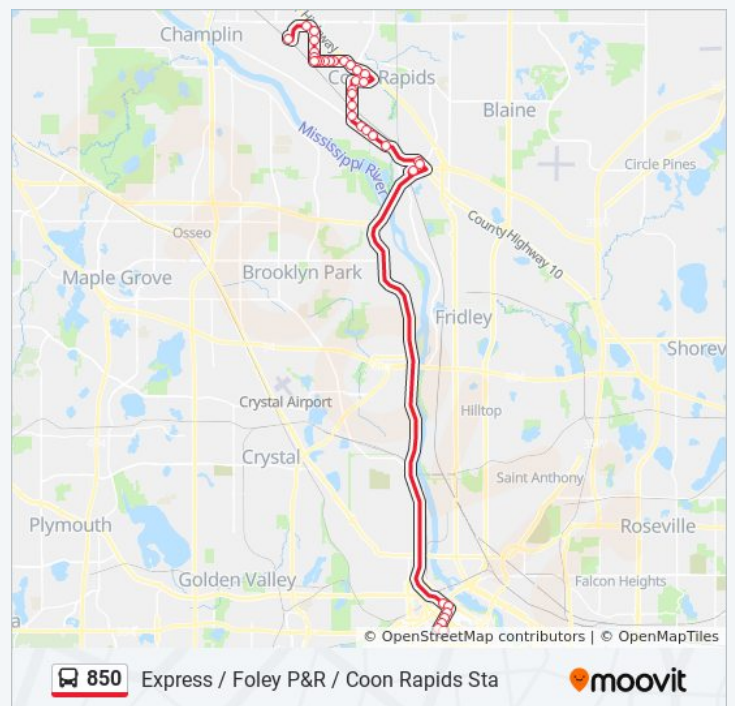 Highway
Champlin
Coon Rapids
Blaine
Mississippi River
Circle Pines
Osseo
County Highway 10
Maple Grove
Brooklyn Park
Fridley
Shorev
Crystal Airport
Hilltop
Crystal
Saint Anthony
Plymouth
Roseville
Golden Valley
Falcon Heights
a
© OpenStreetMap contributors | © OpenMapTiles
850
Express / Foley P&R / Coon Rapids Sta
moovit